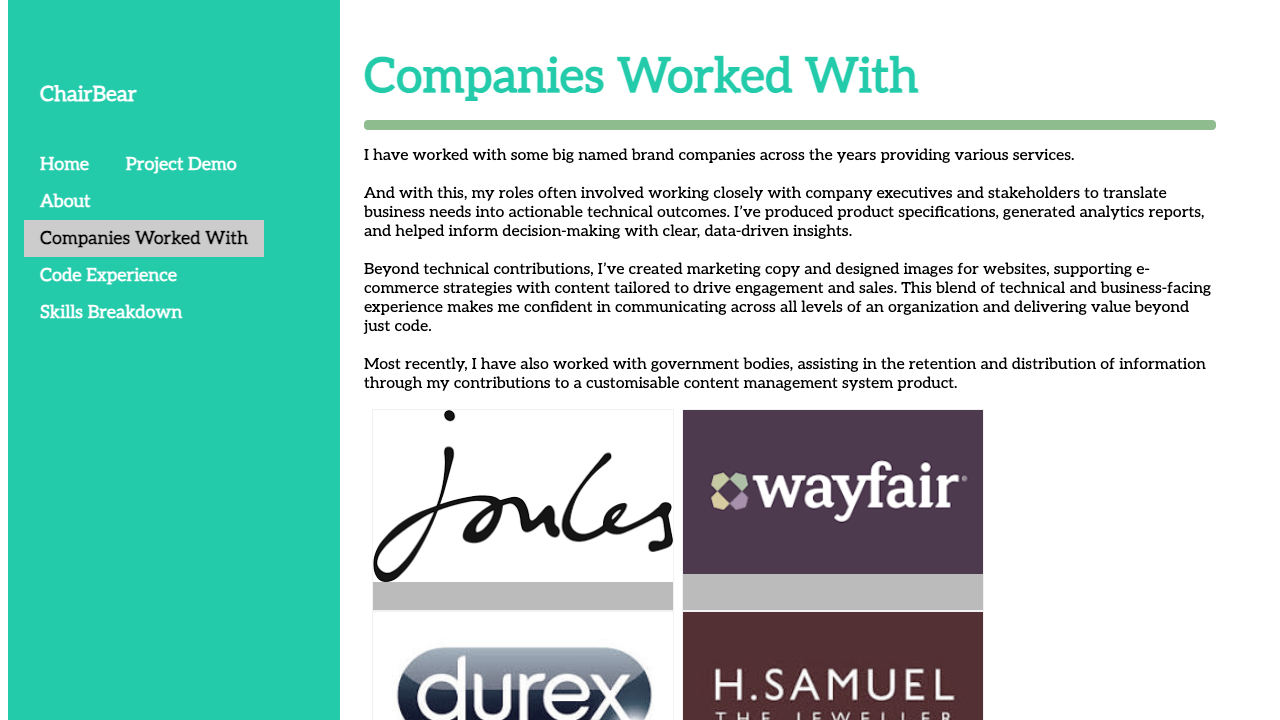 ChairBear
Home Project Demo
About
Companies Worked With
Code Experience
Skills Breakdown
Companies Worked With
I have worked with some big named brand companies across the years providing various services.
And with this, my roles often involved working closely with company executives and stakeholders to translate
business needs into actionable technical outcomes. I’ve produced product specifications, generated analytics reports,
and helped inform decision-making with clear, data-driven insights.
Beyond technical contributions, I’ve created marketing copy and designed images for websites, supporting e-
commerce strategies with content tailored to drive engagement and sales. This blend of technical and business-facing
experience makes me confident in communicating across all levels of an organization and delivering value beyond
just code.
Most recently, I have also worked with government bodies, assisting in the retention and distribution of information
through my contributions to a customisable content management system product.
joules
wayfair
durex
H.SAMUEL
THE JEWELLER